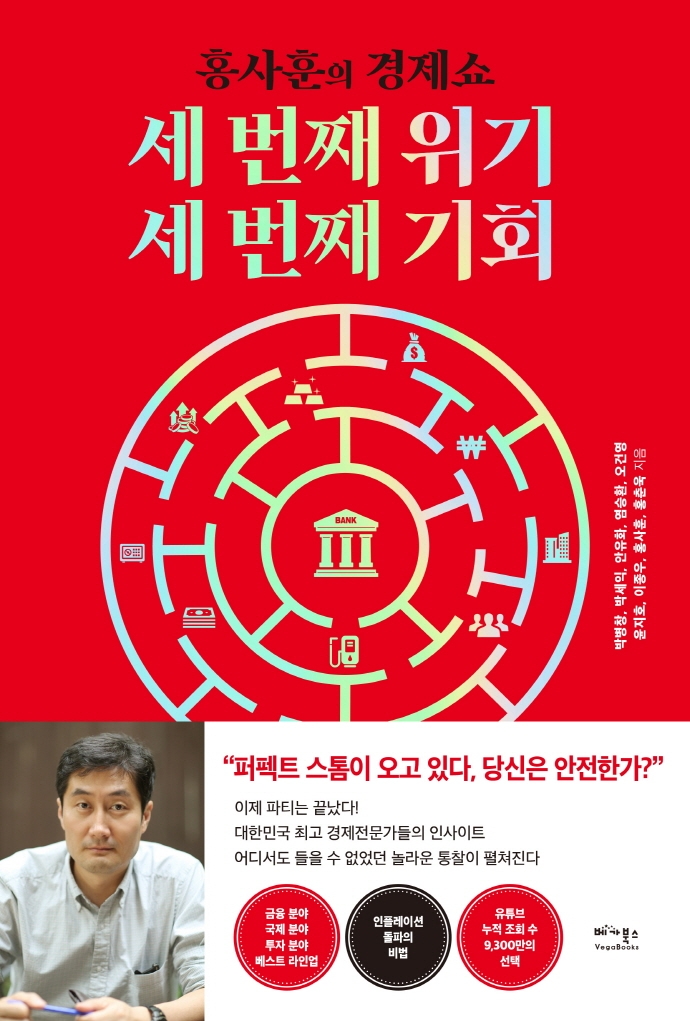 홍사훈의 경제쇼
세 번째 위기
세 번째 기회
$
₩
BANK
박병창, 박세익, 안유화, 염승환, 오건영
윤지호, 이종우, 홍사훈, 홍춘욱 지음
“퍼펙트 스톰이 오고 있다, 당신은 안전한가?”
이제 파티는 끝났다!
대한민국 최고 경제전문가들의 인사이트
어디서도 들을 수 없었던 놀라운 통찰이 펼쳐진다
금융 분야
국제 분야
투자 분야
베스트 라인업
인플레이션
돌파의
비법
유튜브
누적 조회 수
9,300만의
선택
베가북스
VegaBooks